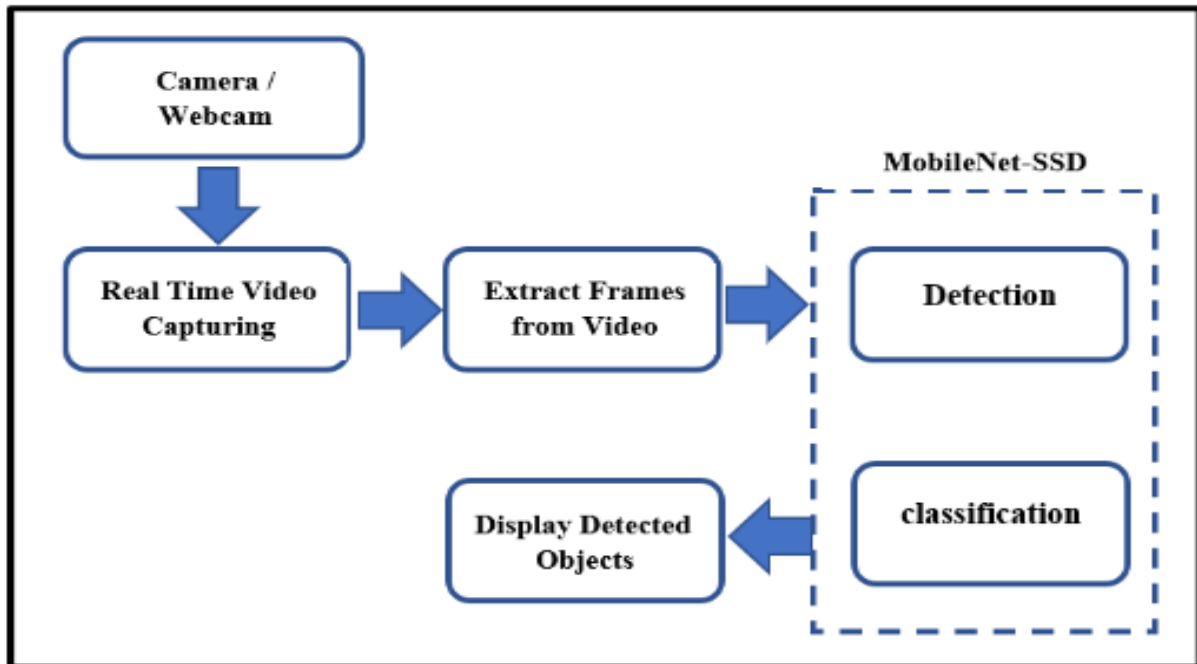 Camera /
Webcam
MobileNet-SSD
Real Time Video
Capturing
Extract Frames
from Video
Detection
Display Detected
Objects
classification